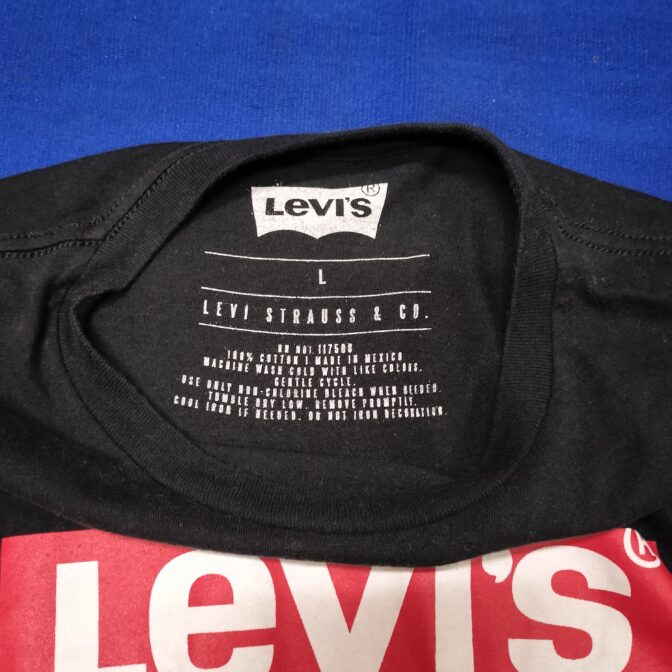 Levi's®
L
LEVI STRAUSS & CO.
RN NO. 117508
100% COTTON | MADE IN MEXICO
MACHINE WASH COLD WITH LIKE COLORS.
GENTLE CYCLE.
USE ONLY NON-CHLORINE BLEACH WHEN NEEDED.
TUMBLE DRY LOW. REMOVE PROMPTLY.
COOL IRON IF NEEDED. DO NOT IRON DECORATION.
Levi's®